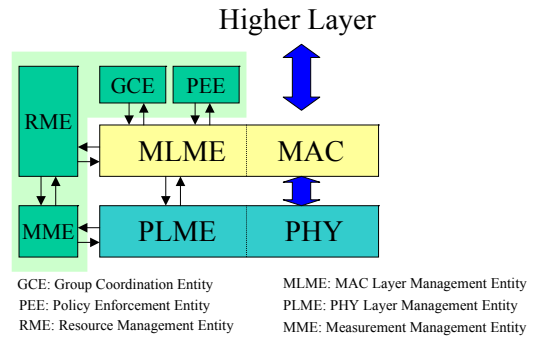 Higher Layer
GCE
PEE
RME
MLME
MAC
MME
PLME
PHY
GCE: Group Coordination Entity
MLME: MAC Layer Management Entity
PEE: Policy Enforcement Entity
PLME: PHY Layer Management Entity
RME: Resource Management Entity
MME: Measurement Management Entity